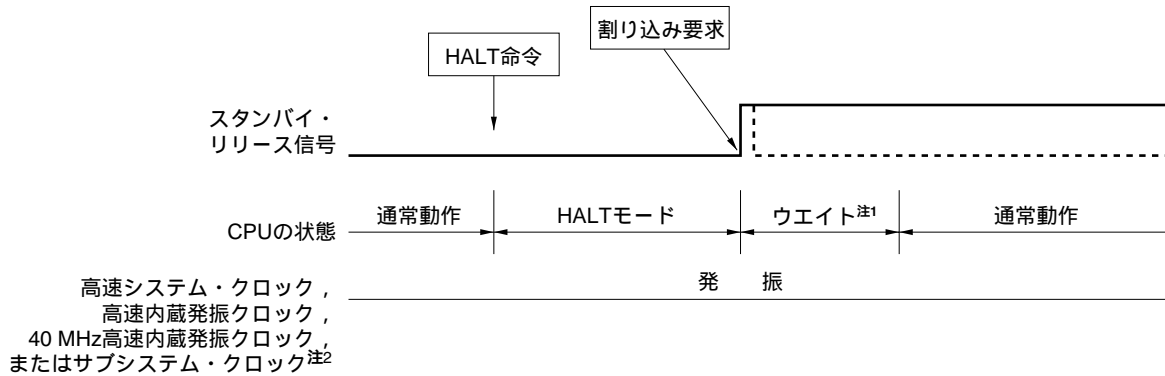 割り込み要求
HALT命令
スタンバイ・
リリース信号
CPUの状態
通常動作
HALTモード
ウエイト注1
通常動作
高速システム・クロック，
高速内蔵発振クロック，
40 MHz高速内蔵発振クロック，
またはサブシステム・クロック注2
発　振